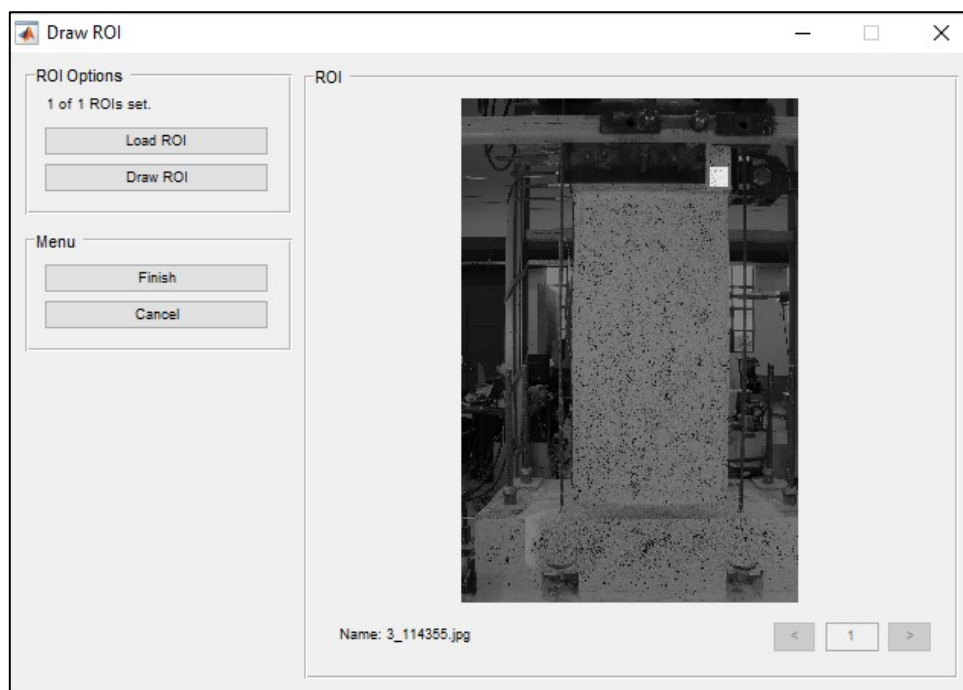 Draw ROI
ROI Options
1 of 1 ROIs set.
Load ROI
Draw ROI
Menu
Finish
Cancel
ROI
Name: 3_114355.jpg
< 1 >